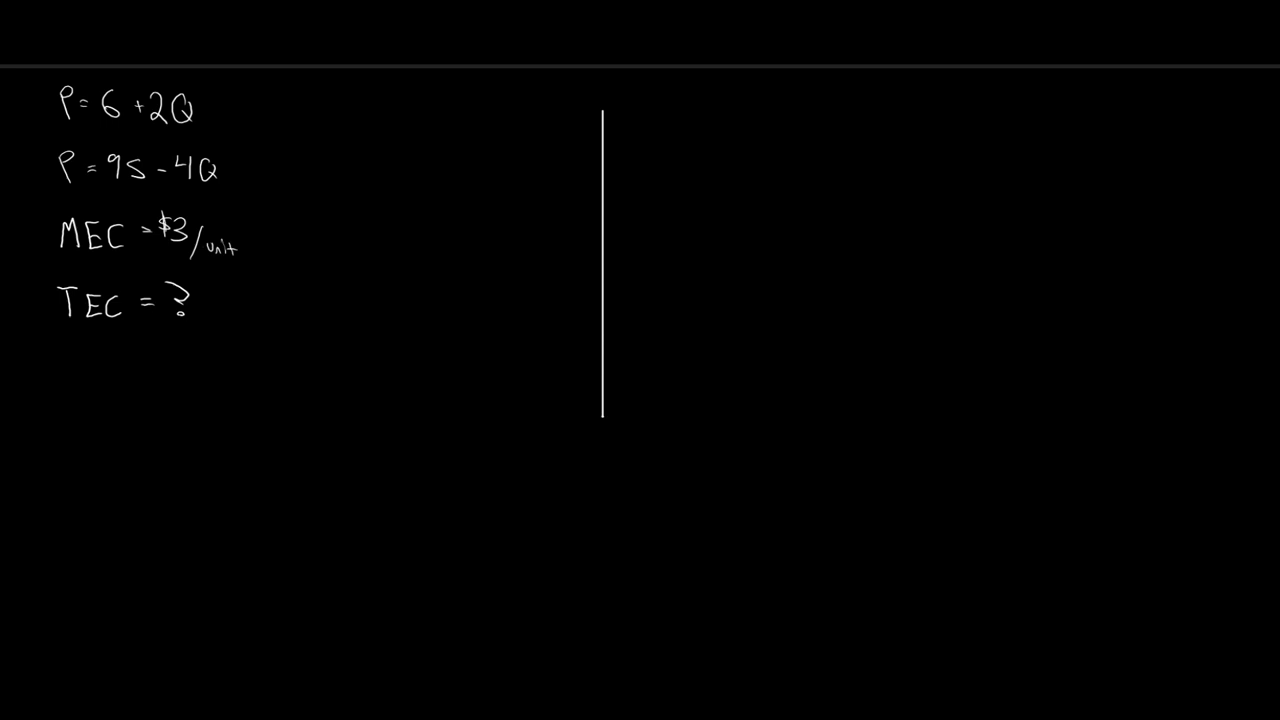 P = 6 + 2Q
P = 95 - 4Q
MEC = $3/unit
TEC = ?